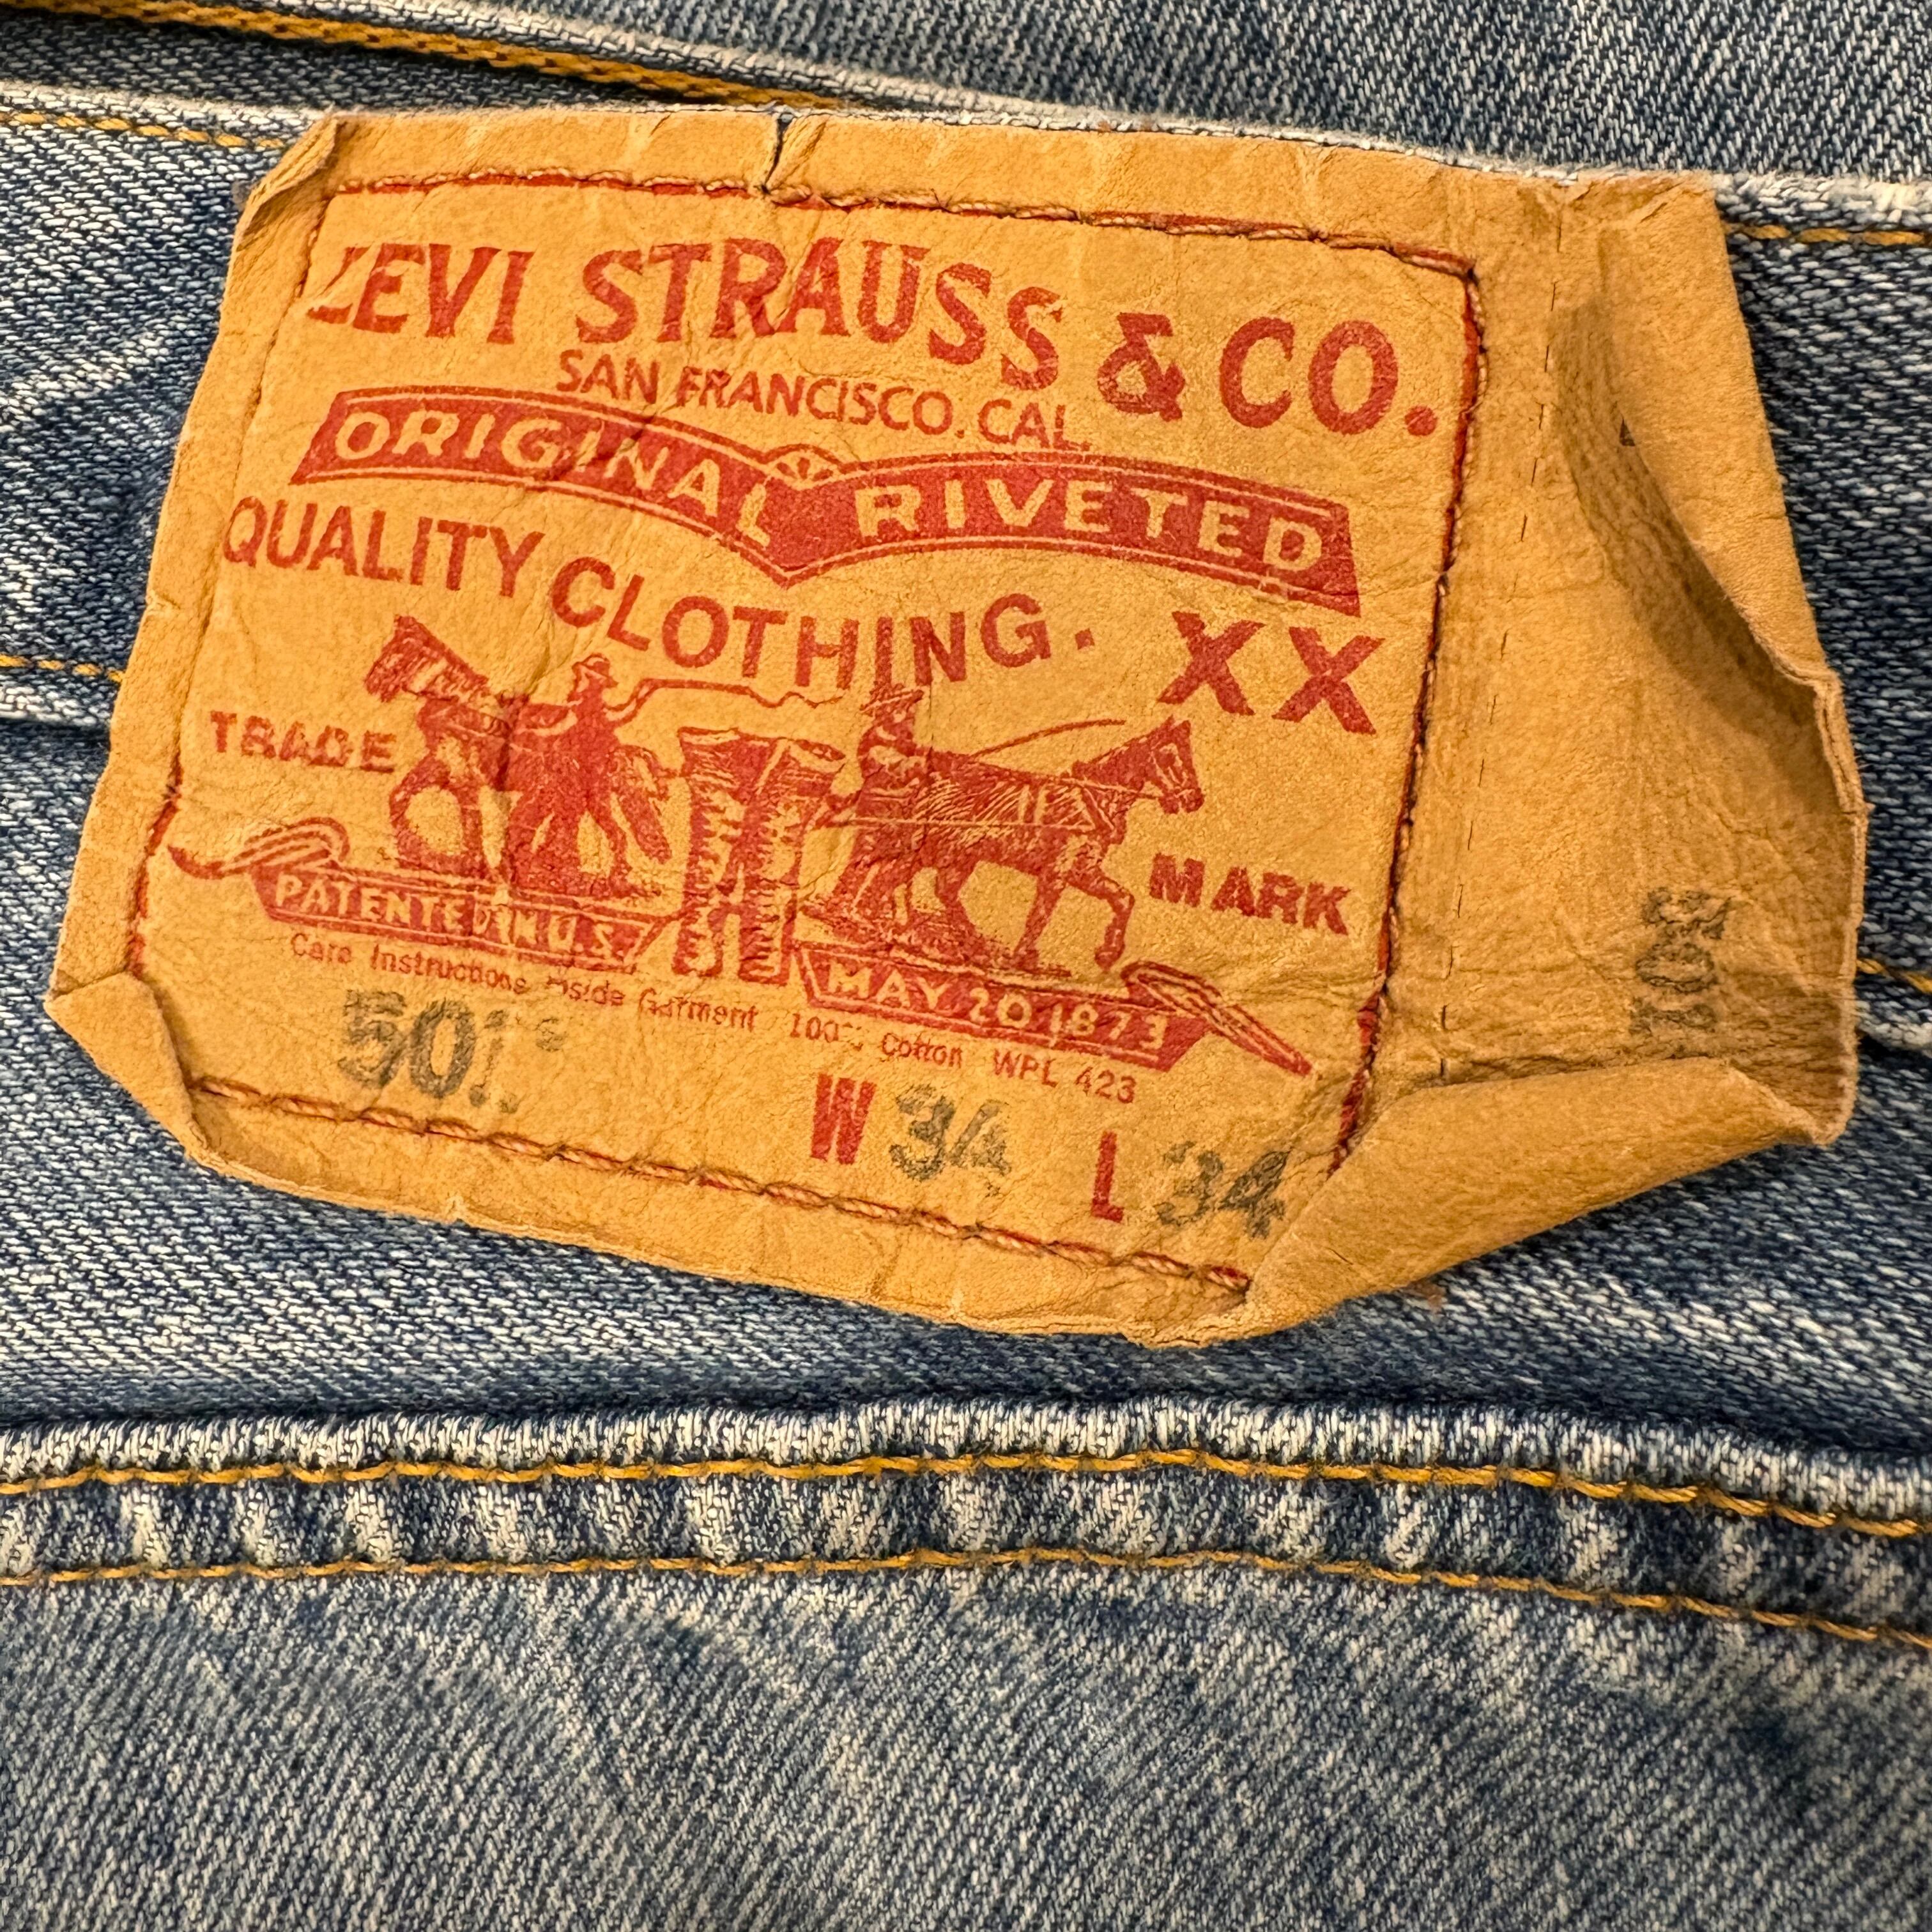 LEVI STRAUSS & CO.
SAN FRANCISCO. CAL.
ORIGINAL RIVETED
QUALITY CLOTHING. XX
TRADE MARK
PATENTED IN U.S.
MAY 20 1873
Care Instructions Inside Garment 100% Cotton WPL 423
501
W 34 L 34